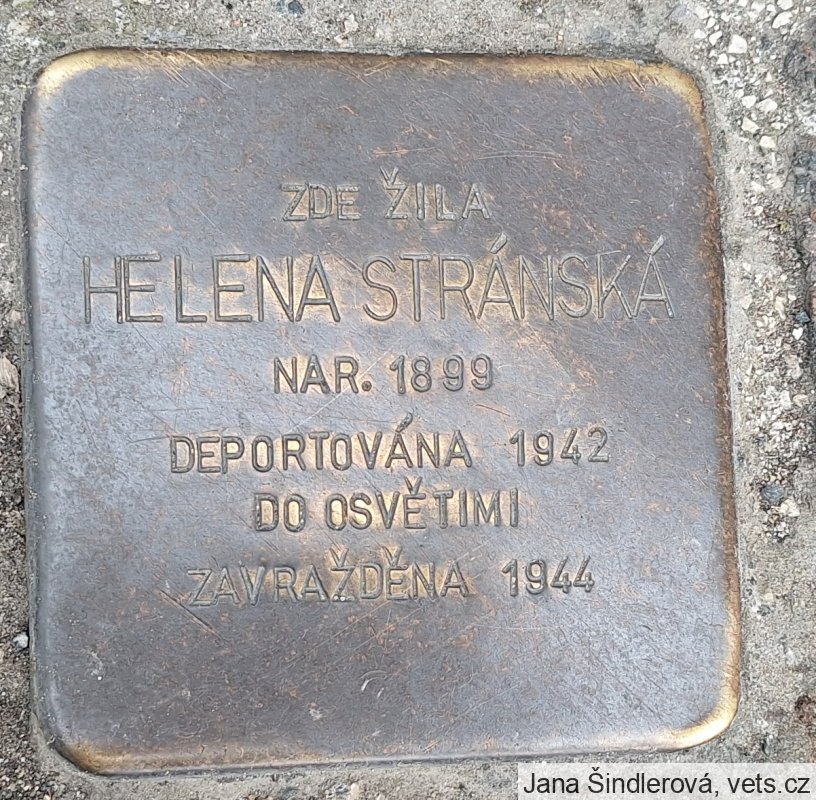 ZDE ŽILA
HELENA STRÁNSKÁ
NAR. 1899
DEPORTOVÁNA 1942
DO OSVĚTIMI
ZAVRAŽDĚNA 1944
Jana Šindlerová, vets.cz